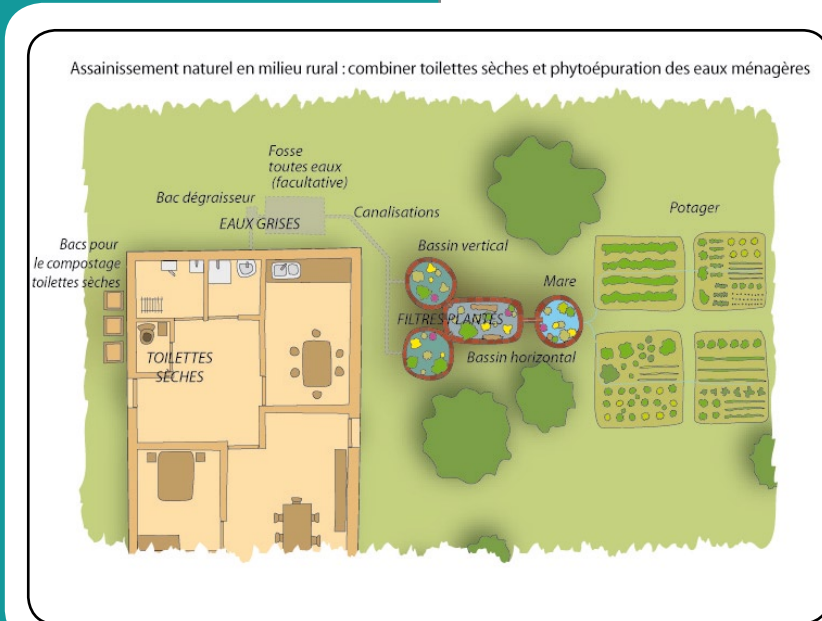 Assainissement naturel en milieu rural : combiner toilettes sèches et phytoépuration des eaux ménagères
Fosse
toutes eaux
(facultative)
Bac dégraisseur
EAUX GRISES
Canalisations
Potager
Bacs pour
le compostage
toilettes sèches
Bassin vertical
Mare
FILTRES PLANTÉS
Bassin horizontal
TOILETTES
SÈCHES